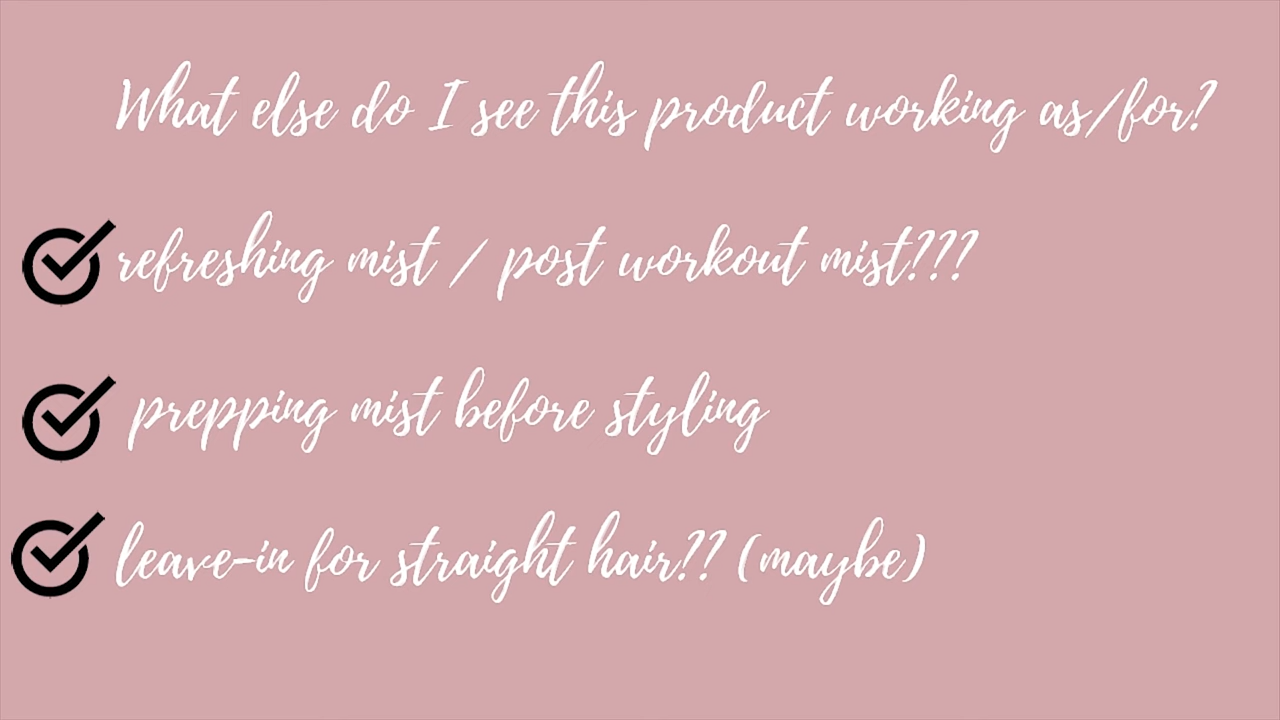 What else do I see this product working as/for?
refreshing mist / post workout mist???
prepping mist before styling
leave-in for straight hair?? (maybe)